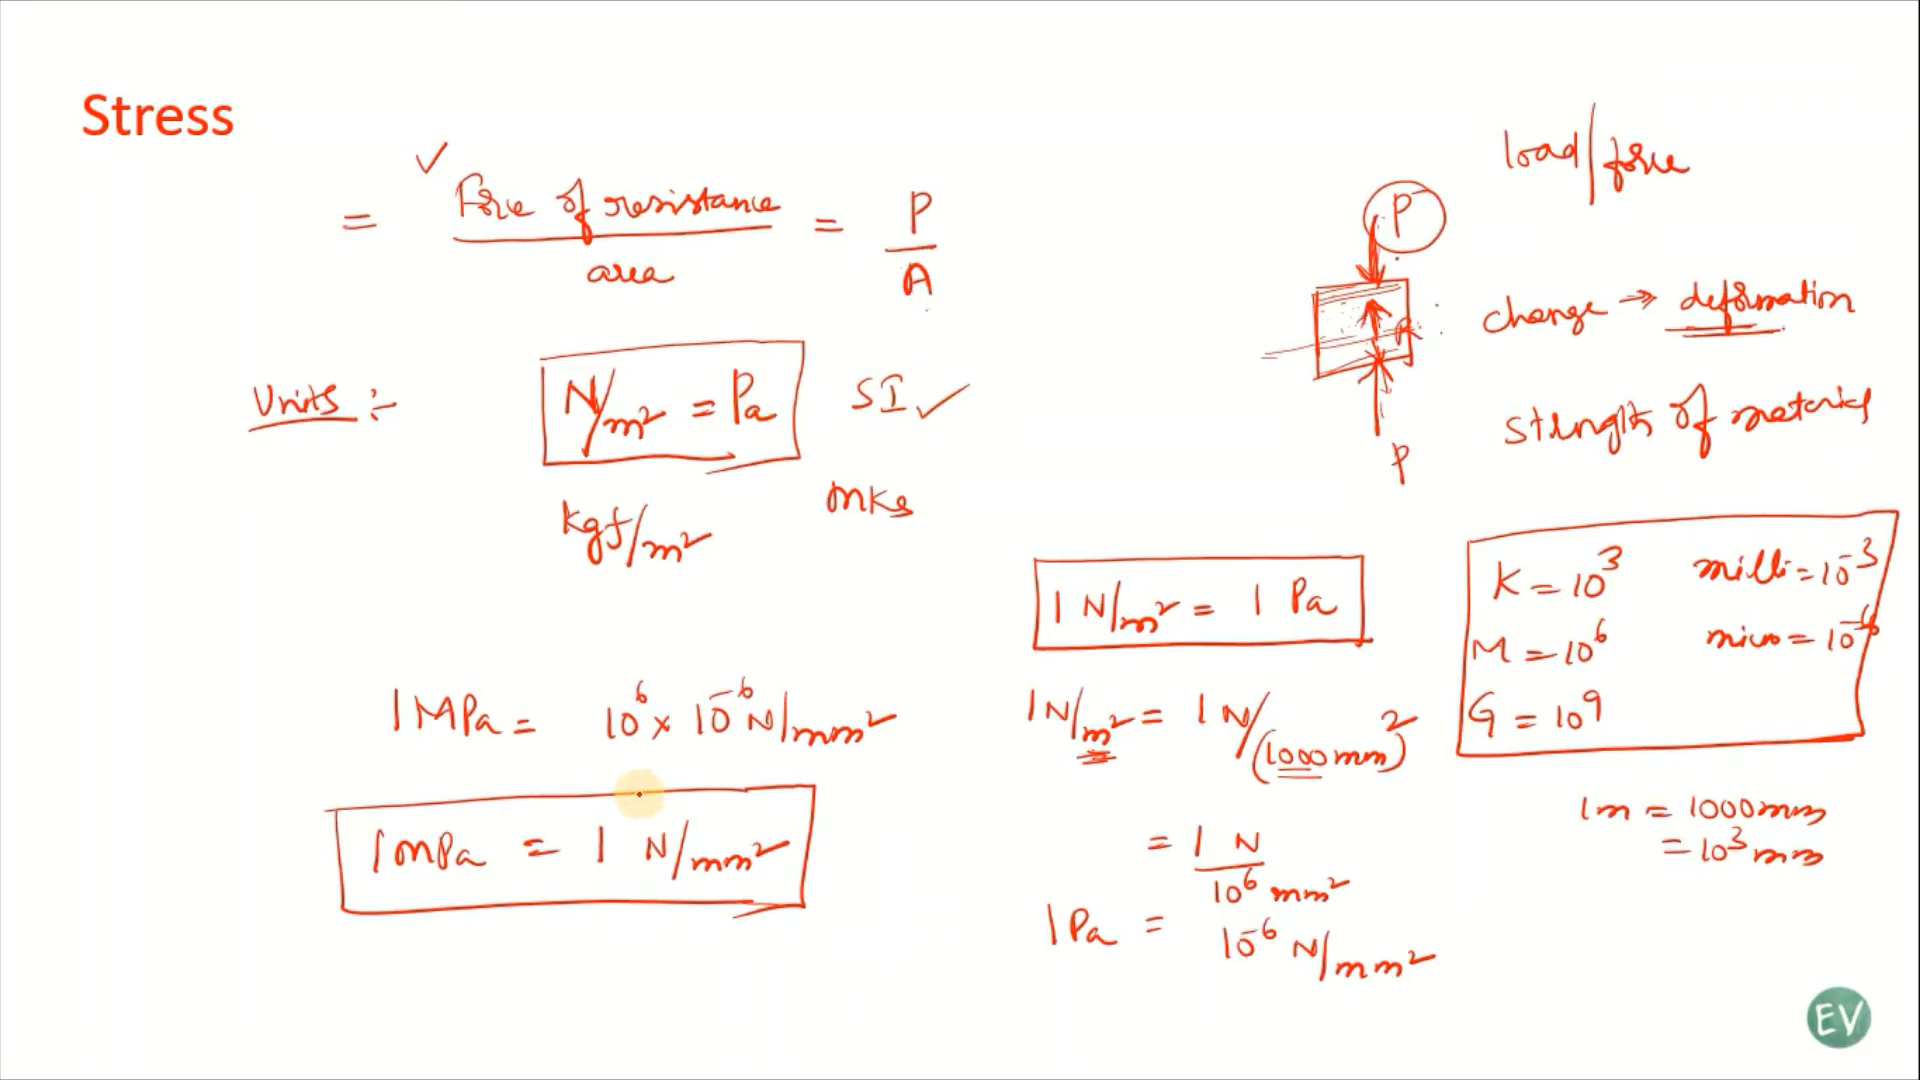 Stress
✓
= Force of resistance / area = P / A
Units :-
N/m² = Pa SI ✓
kgf/m² MKS
1 MPa = 10⁶ × 10⁻⁶ N/mm²
1 MPa = 1 N/mm²
load/force
P
R
P
change → deformation
Strength of material
1 N/m² = 1 Pa
1 N/m² = 1 N/(1000 mm)²
= 1 N / 10⁶ mm²
1 Pa = 10⁻⁶ N/mm²
K = 10³ milli = 10⁻³
M = 10⁶ micro = 10⁻⁶
G = 10⁹
1m = 1000 mm
= 10³ mm
EV